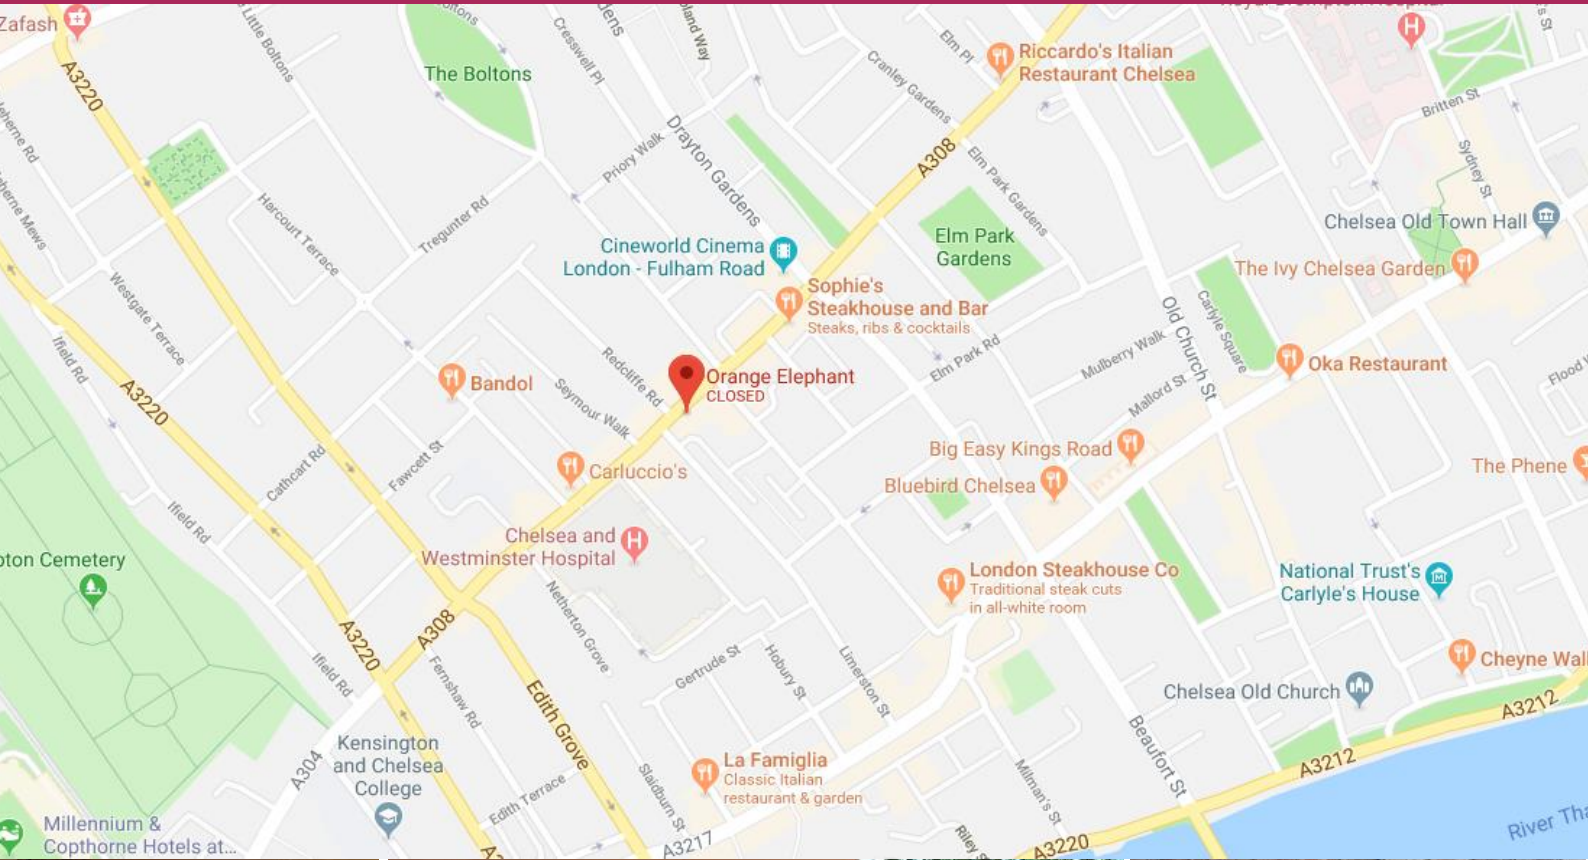 Zafash
A3220
Little Boltons
The Boltons
Cresswell Pl
Elm Pl
Riccardo's Italian
Restaurant Chelsea
Cranley Gardens
Britten St
Sydney St
Priory Walk
Drayton Gardens
A308
Elm Park Gardens
Harcourt Terrace
Tregunter Rd
Cineworld Cinema
London - Fulham Road
Elm Park
Gardens
Chelsea Old Town Hall
The Ivy Chelsea Garden
Westgate Terrace
Sophie's
Steakhouse and Bar
Steaks, ribs & cocktails
Old Church St
Carlyle Square
Ifield Rd
Redcliffe Rd
Elm Park Rd
Mulberry Walk
Oka Restaurant
Flood
Bandol
Seymour Walk
Orange Elephant
CLOSED
Mallord St
A3220
Big Easy Kings Road
Bluebird Chelsea
The Phene
Cathcart Rd
Fawcett St
Carluccio's
Ifield Rd
Chelsea and
Westminster Hospital
Cemetery
London Steakhouse Co
Traditional steak cuts
in all-white room
National Trust's
Carlyle's House
Netherton Grove
A3220
A308
Ifield Rd
Fernshaw Rd
Gertrude St
Hobury St
Limerston St
Cheyne Wal
Chelsea Old Church
A3212
Edith Grove
Beaufort St
A3212
Kensington
and Chelsea
College
A304
La Famiglia
Classic Italian
restaurant & garden
Slaidburn St
Milman's St
Edith Terrace
Millennium &
Copthorne Hotels at...
A3217
A3220
River Tha